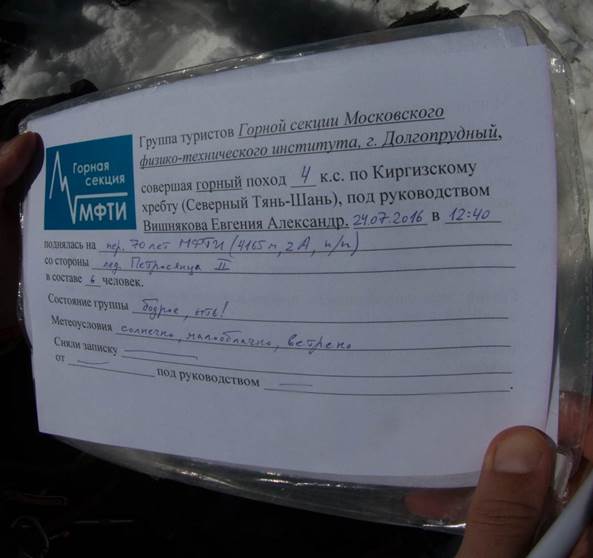 Горная
секция
МФТИ
Группа туристов Горной секции Московского
физико-технического института, г. Долгопрудный,
совершая горный поход 4 к.с. по Киргизскому
хребту (Северный Тянь-Шань), под руководством
Вишнякова Евгения Александр. 24.07.2016 в 12:40
поднялась на пер. 70 лет МФТИ (4165 м, 2А, п/п)
со стороны лед. Петросянца II
в составе 6 человек.
Состояние группы бодрое, ять!
Метеоусловия солнечно, малооблачно, ветрено
Сняли записку
от под руководством .